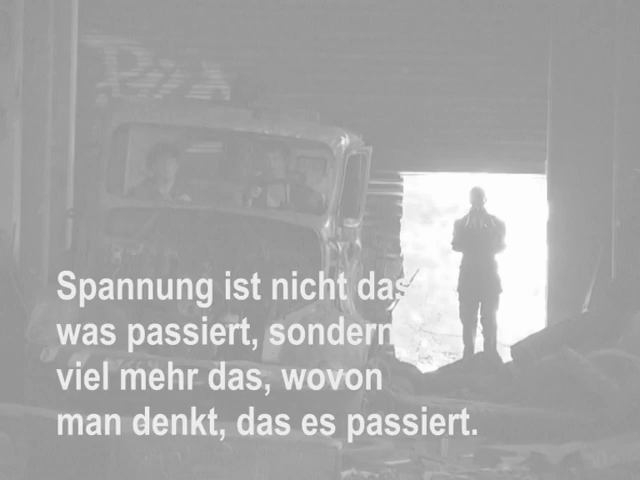 Spannung ist nicht das
was passiert, sondern
viel mehr das, wovon
man denkt, das es passiert.